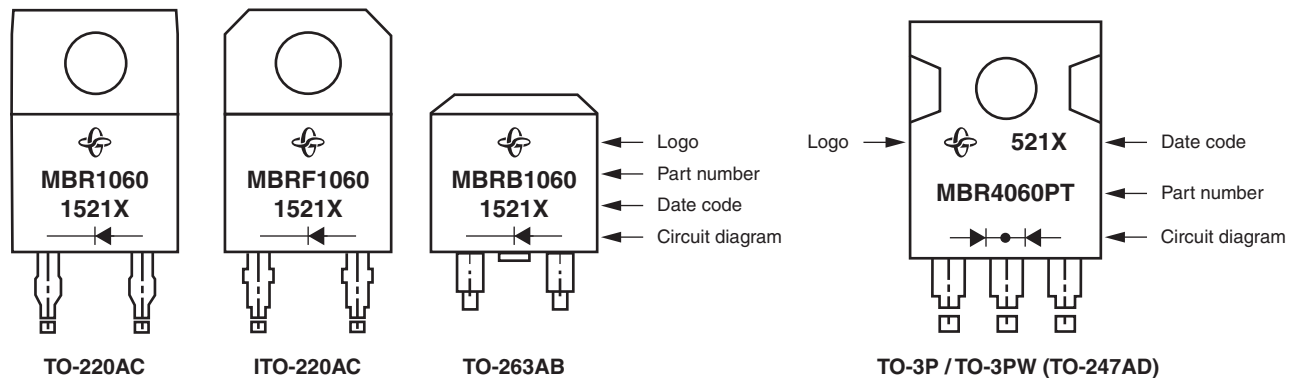 MBR1060
1521X
TO-220AC
MBRF1060
1521X
ITO-220AC
MBRB1060
1521X
TO-263AB
Logo
Part number
Date code
Circuit diagram
Logo
521X
MBR4060PT
Date code
Part number
Circuit diagram
TO-3P / TO-3PW (TO-247AD)